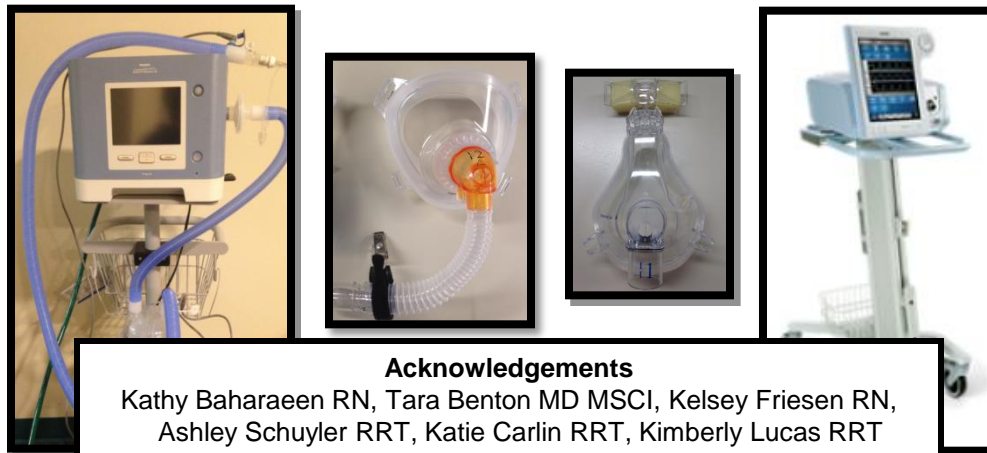 Acknowledgements
Kathy Baharaeen RN, Tara Benton MD MSCI, Kelsey Friesen RN,
Ashley Schuyler RRT, Katie Carlin RRT, Kimberly Lucas RRT